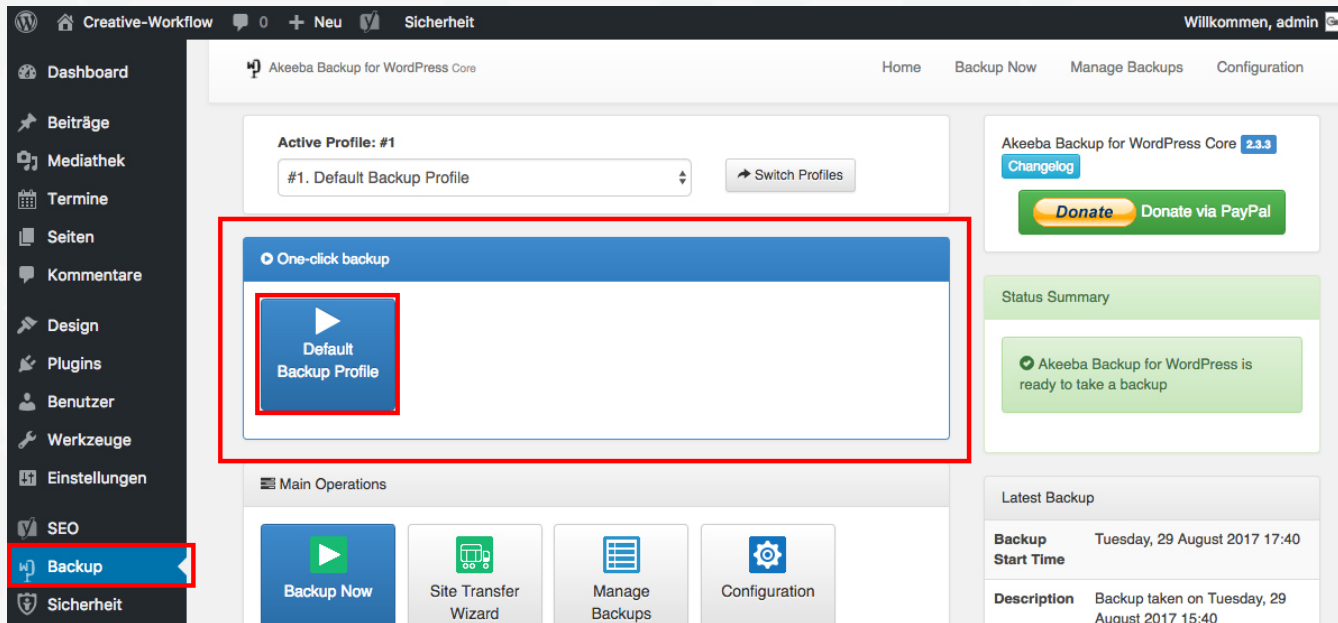 Creative-Workflow 0 Neu Sicherheit Willkommen, admin
Dashboard
Beiträge
Mediathek
Termine
Seiten
Kommentare
Design
Plugins
Benutzer
Werkzeuge
Einstellungen
SEO
Backup
Sicherheit
Akeeba Backup for WordPress Core
Home Backup Now Manage Backups Configuration
Active Profile: #1
#1. Default Backup Profile
Switch Profiles
One-click backup
Default
Backup Profile
Main Operations
Backup Now
Site Transfer
Wizard
Manage
Backups
Configuration
Akeeba Backup for WordPress Core 2.3.3
Changelog
Donate Donate via PayPal
Status Summary
Akeeba Backup for WordPress is
ready to take a backup
Latest Backup
Backup Tuesday, 29 August 2017 17:40
Start Time
Description Backup taken on Tuesday, 29
August 2017 15:40